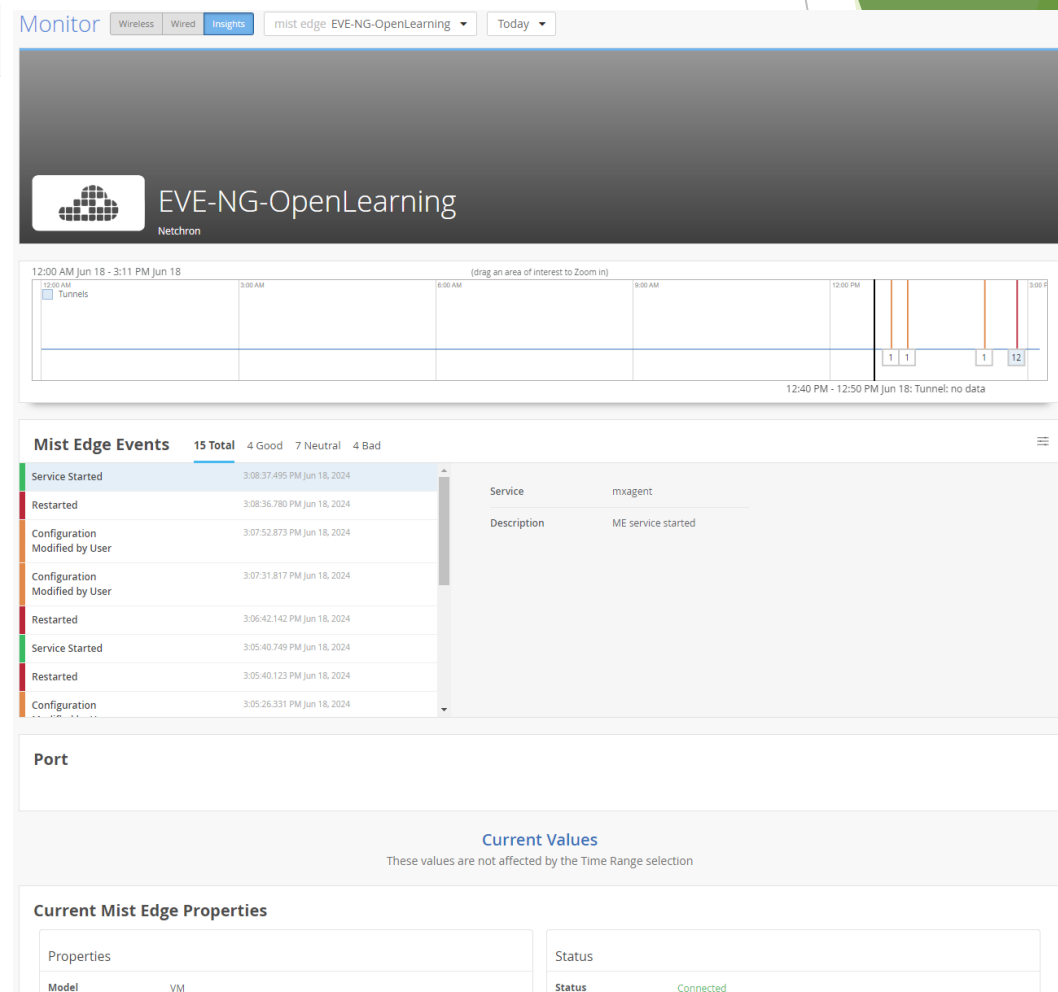 Monitor Wireless Wired Insights mist edge EVE-NG-OpenLearning Today
EVE-NG-OpenLearning
Netchron
12:00 AM Jun 18 - 3:11 PM Jun 18 (drag an area of interest to Zoom in)
12:00 AM 3:00 AM 6:00 AM 9:00 AM 12:00 PM 3:00 P
Tunnels
1 1 1 12
12:40 PM - 12:50 PM Jun 18: Tunnel: no data
Mist Edge Events 15 Total 4 Good 7 Neutral 4 Bad
Service Started 3:08:37.495 PM Jun 18, 2024
Restarted 3:08:36.780 PM Jun 18, 2024
Configuration
Modified by User 3:07:52.873 PM Jun 18, 2024
Configuration
Modified by User 3:07:31.817 PM Jun 18, 2024
Restarted 3:06:42.142 PM Jun 18, 2024
Service Started 3:05:40.749 PM Jun 18, 2024
Restarted 3:05:40.123 PM Jun 18, 2024
Configuration 3:05:26.331 PM Jun 18, 2024
Service mxagent
Description ME service started
Port
Current Values
These values are not affected by the Time Range selection
Current Mist Edge Properties
Properties
Model VM
Status
Status Connected